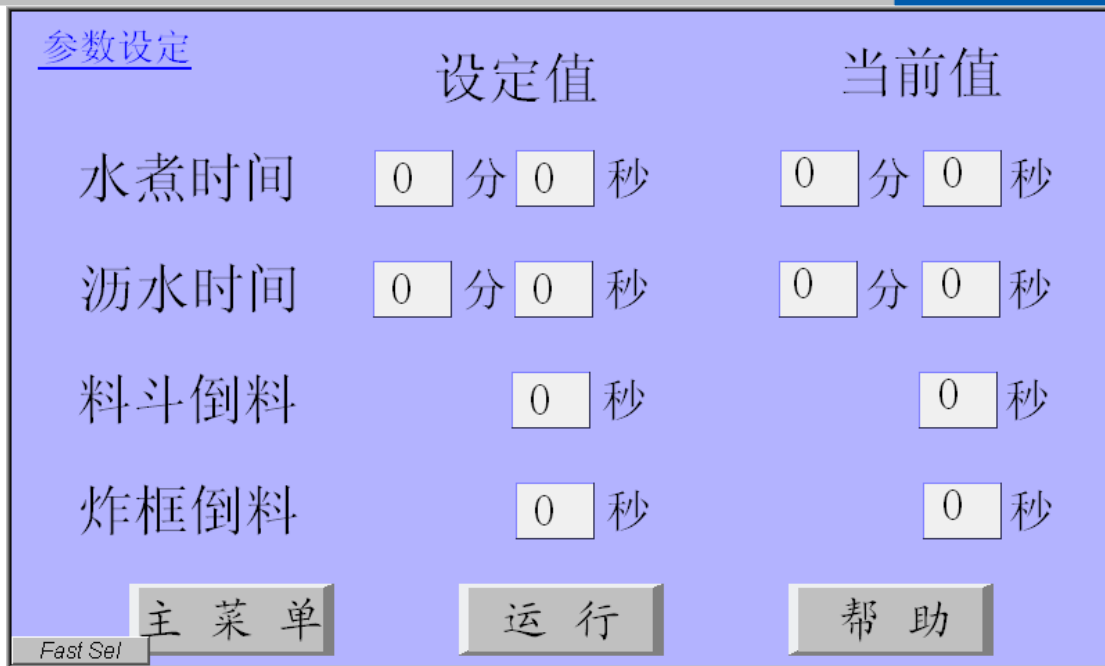 参数设定
设定值 当前值
水煮时间 0 分 0 秒 0 分 0 秒
沥水时间 0 分 0 秒 0 分 0 秒
料斗倒料 0 秒 0 秒
炸框倒料 0 秒 0 秒
主菜单 运行 帮助
Fast Sel